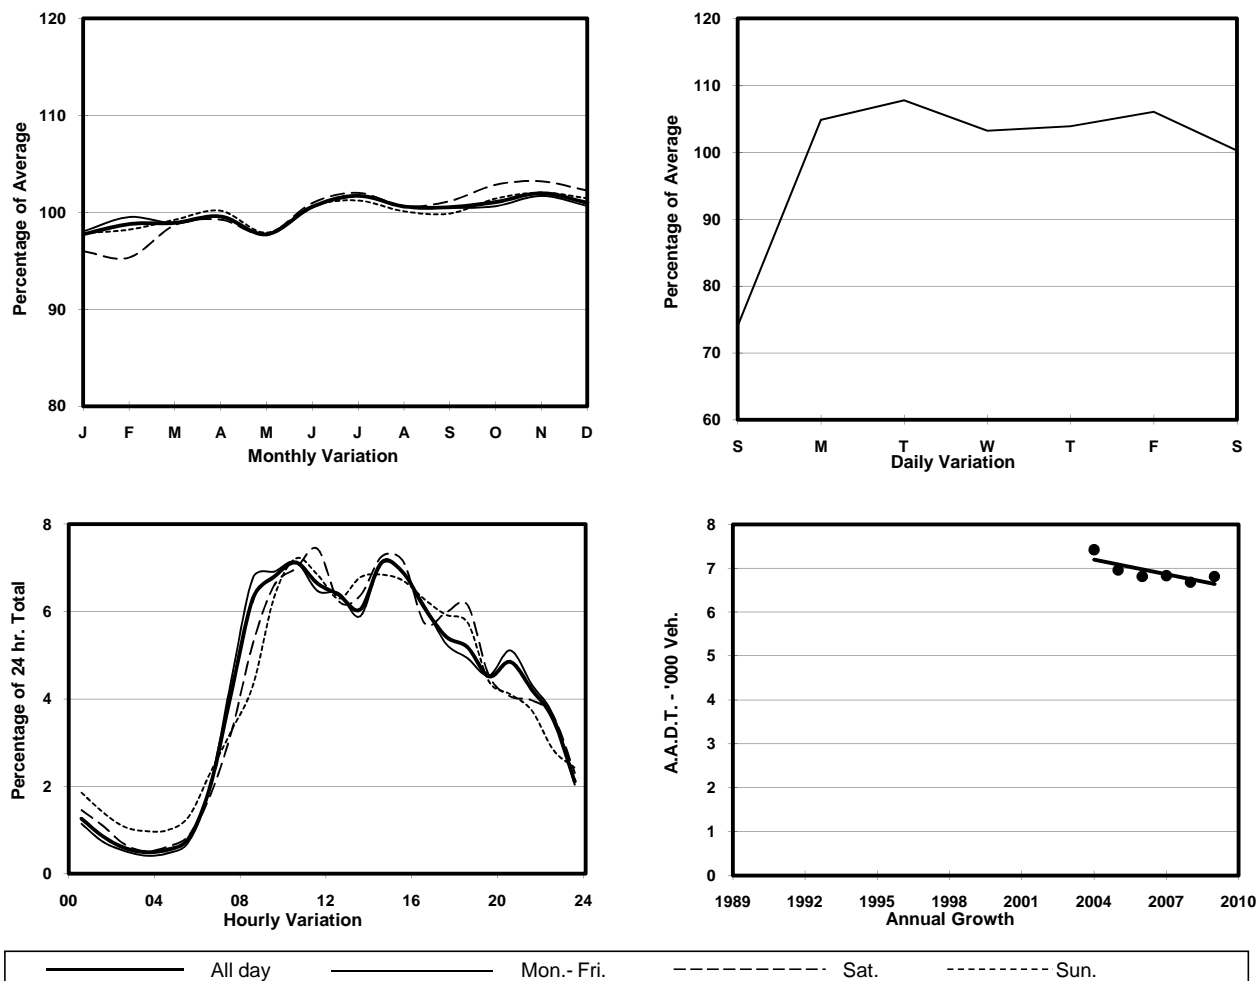 120
110
100
90
80
Percentage of Average
J F M A M J J A S O N D
Monthly Variation
120
110
100
90
80
70
60
Percentage of Average
S M T W T F S
Daily Variation
8
6
4
2
0
Percentage of 24 hr. Total
00 04 08 12 16 20 24
Hourly Variation
8
7
6
5
4
3
2
1
0
A.A.D.T. - '000 Veh.
1989 1992 1995 1998 2001 2004 2007 2010
Annual Growth
All day Mon.- Fri. Sat. Sun.